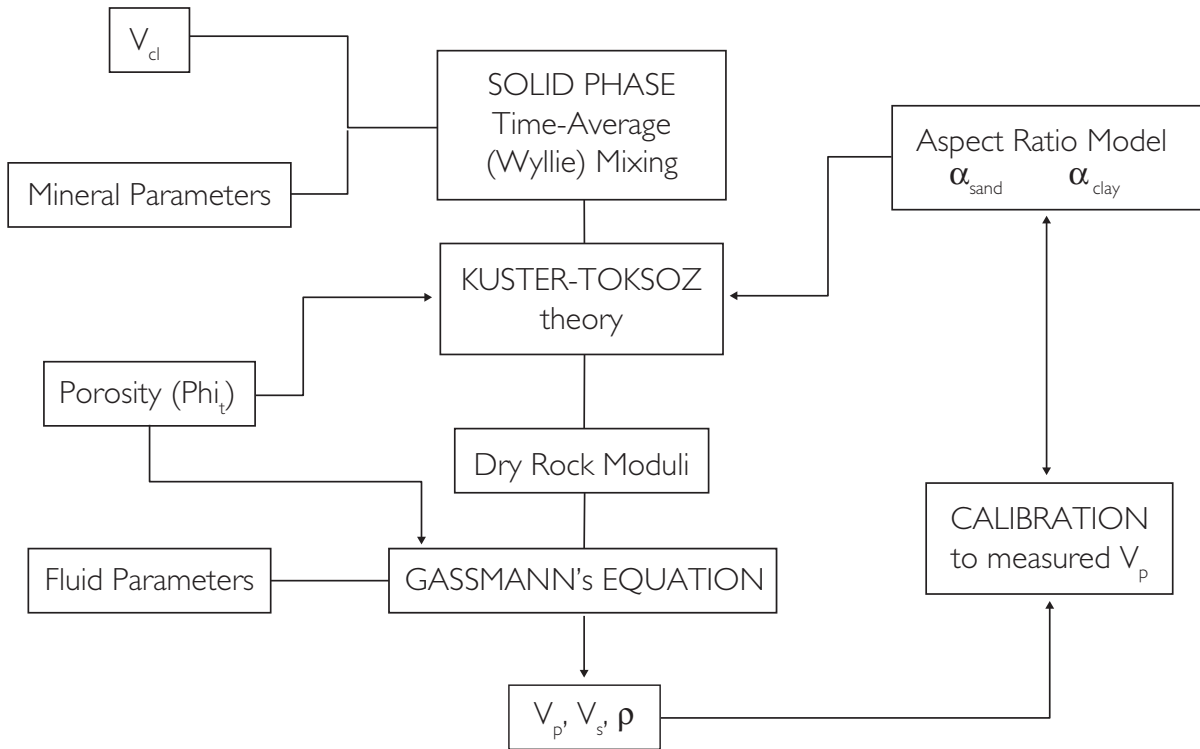 V_cl
SOLID PHASE
Time-Average
(Wyllie) Mixing
Mineral Parameters
Aspect Ratio Model
α_sand α_clay
KUSTER-TOKSOZ
theory
Porosity (Phi_t)
Dry Rock Moduli
CALIBRATION
to measured V_p
Fluid Parameters
GASSMANN's EQUATION
V_p, V_s, ρ